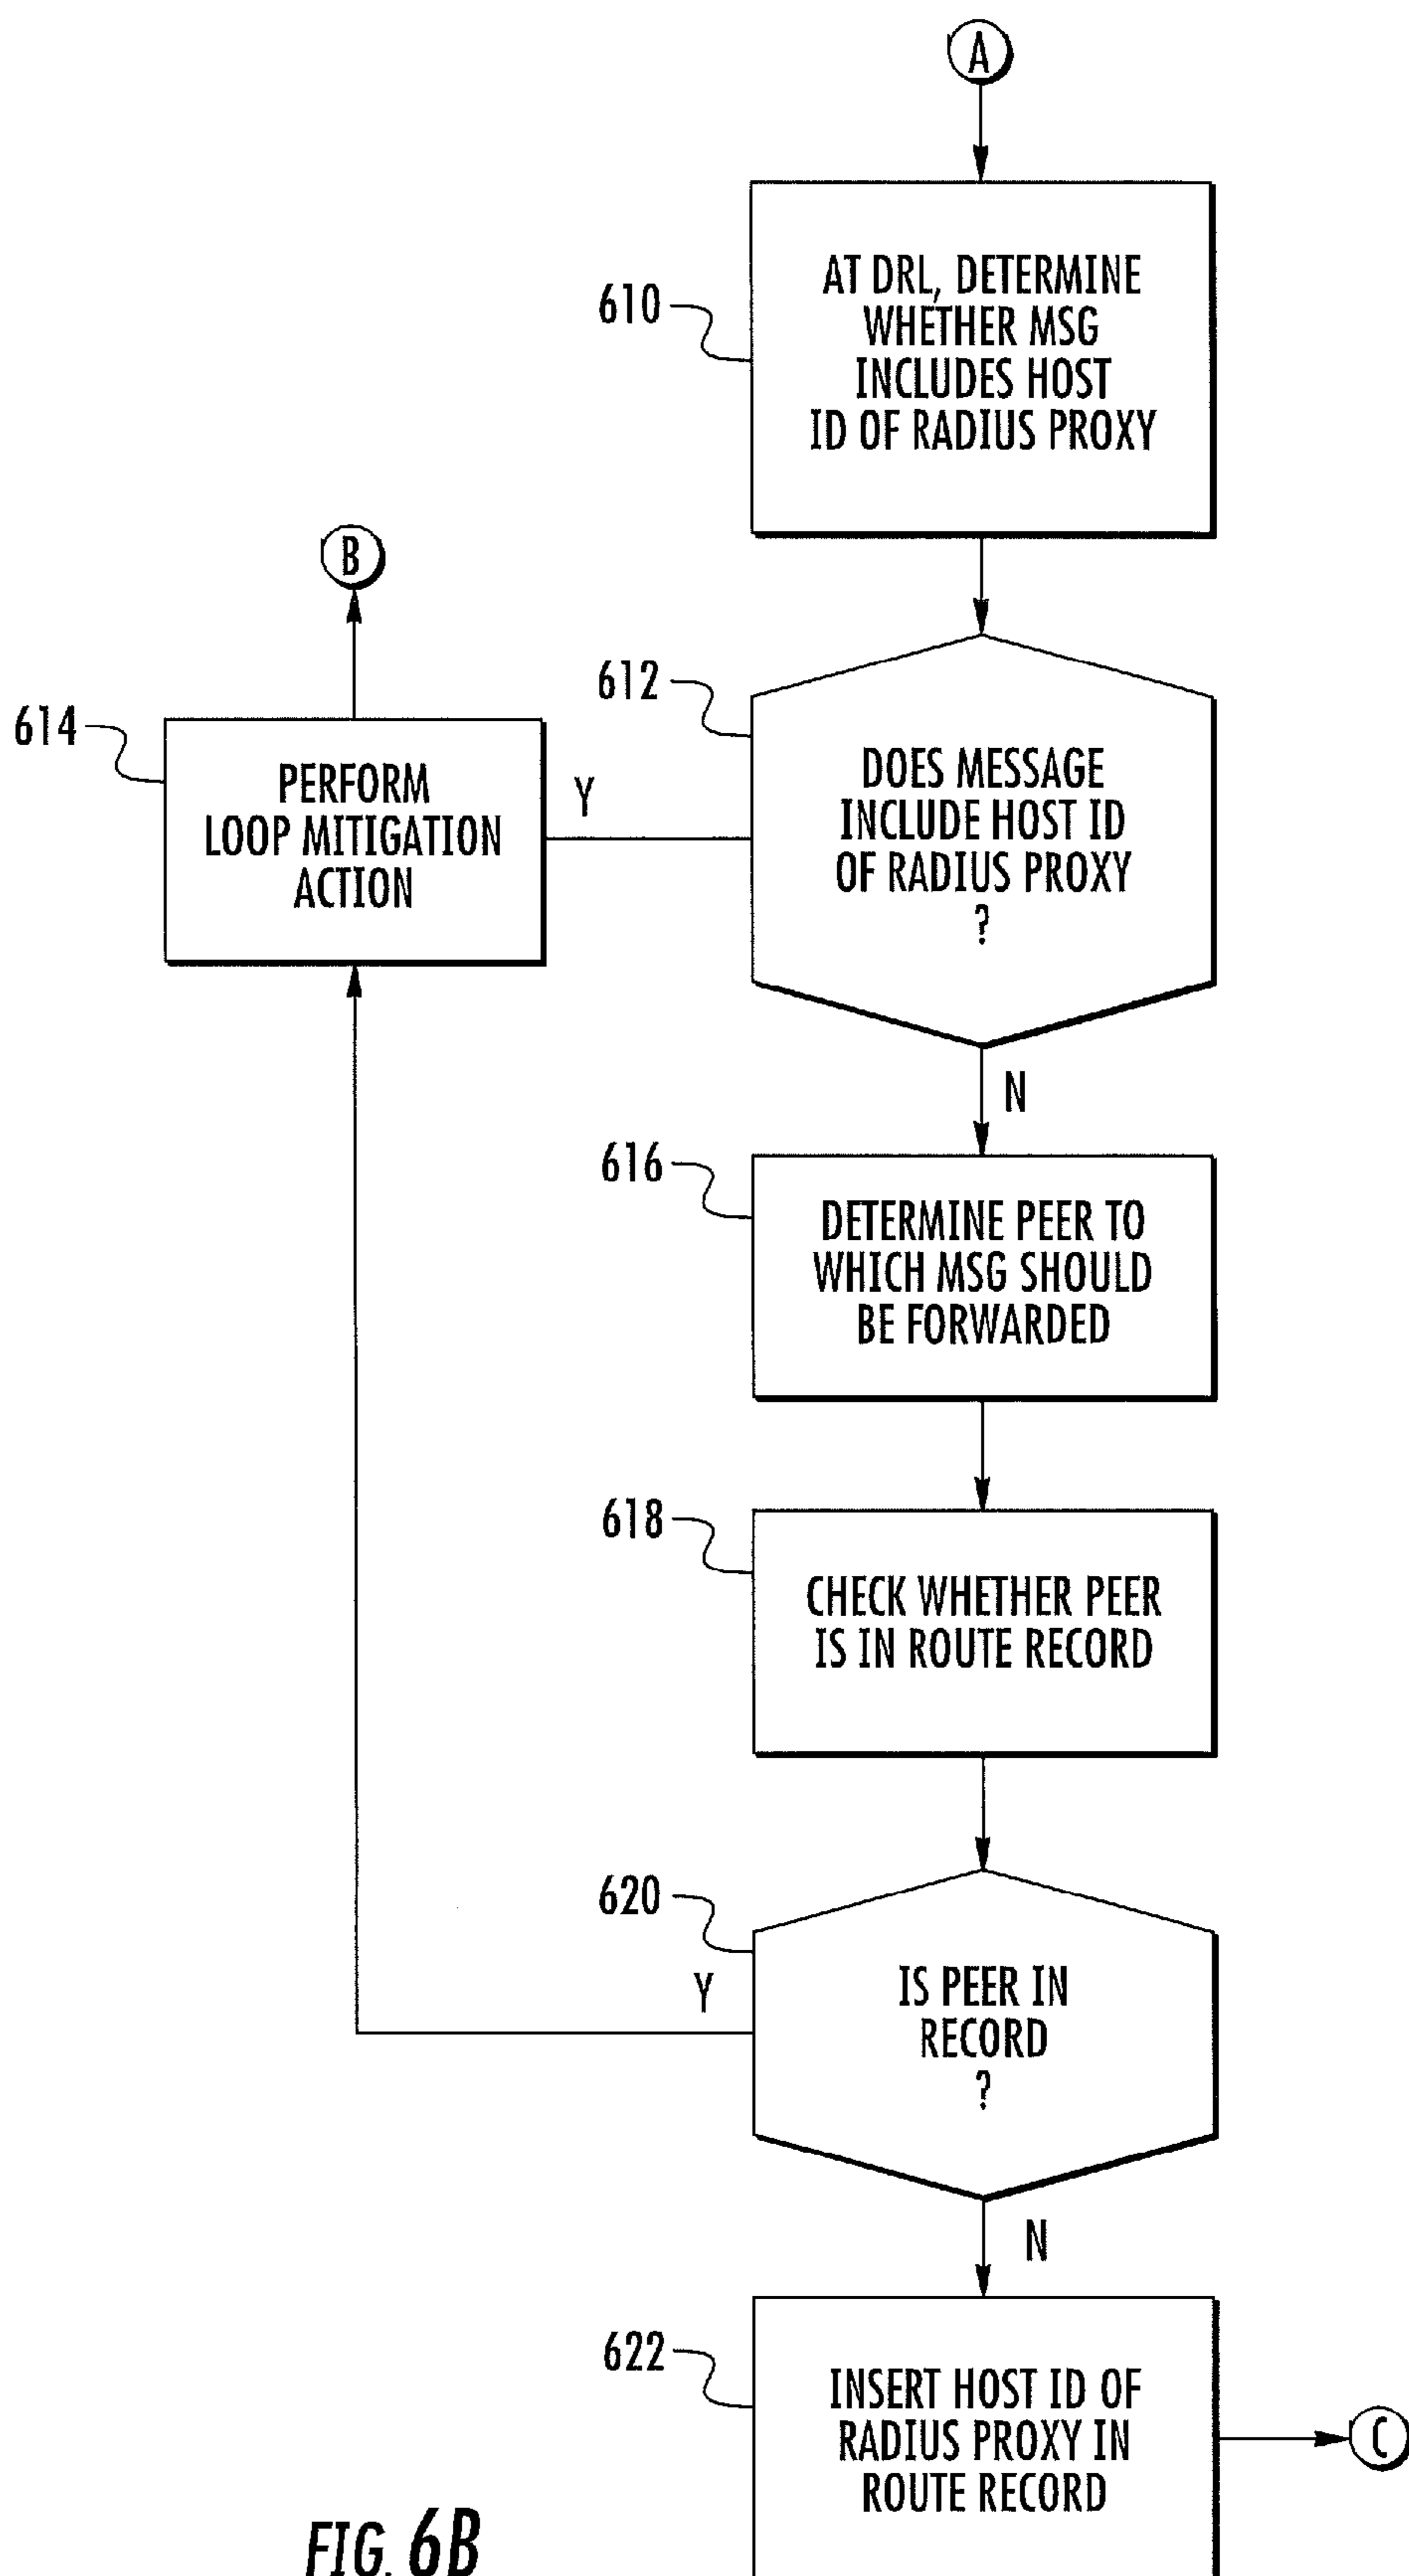 A
610
AT DRL, DETERMINE
WHETHER MSG
INCLUDES HOST
ID OF RADIUS PROXY
B
612
614
PERFORM
LOOP MITIGATION
ACTION
Y
DOES MESSAGE
INCLUDE HOST ID
OF RADIUS PROXY
?
N
616
DETERMINE PEER TO
WHICH MSG SHOULD
BE FORWARDED
618
CHECK WHETHER PEER
IS IN ROUTE RECORD
620
Y
IS PEER IN
RECORD
?
N
622
INSERT HOST ID OF
RADIUS PROXY IN
ROUTE RECORD
C
FIG. 6B